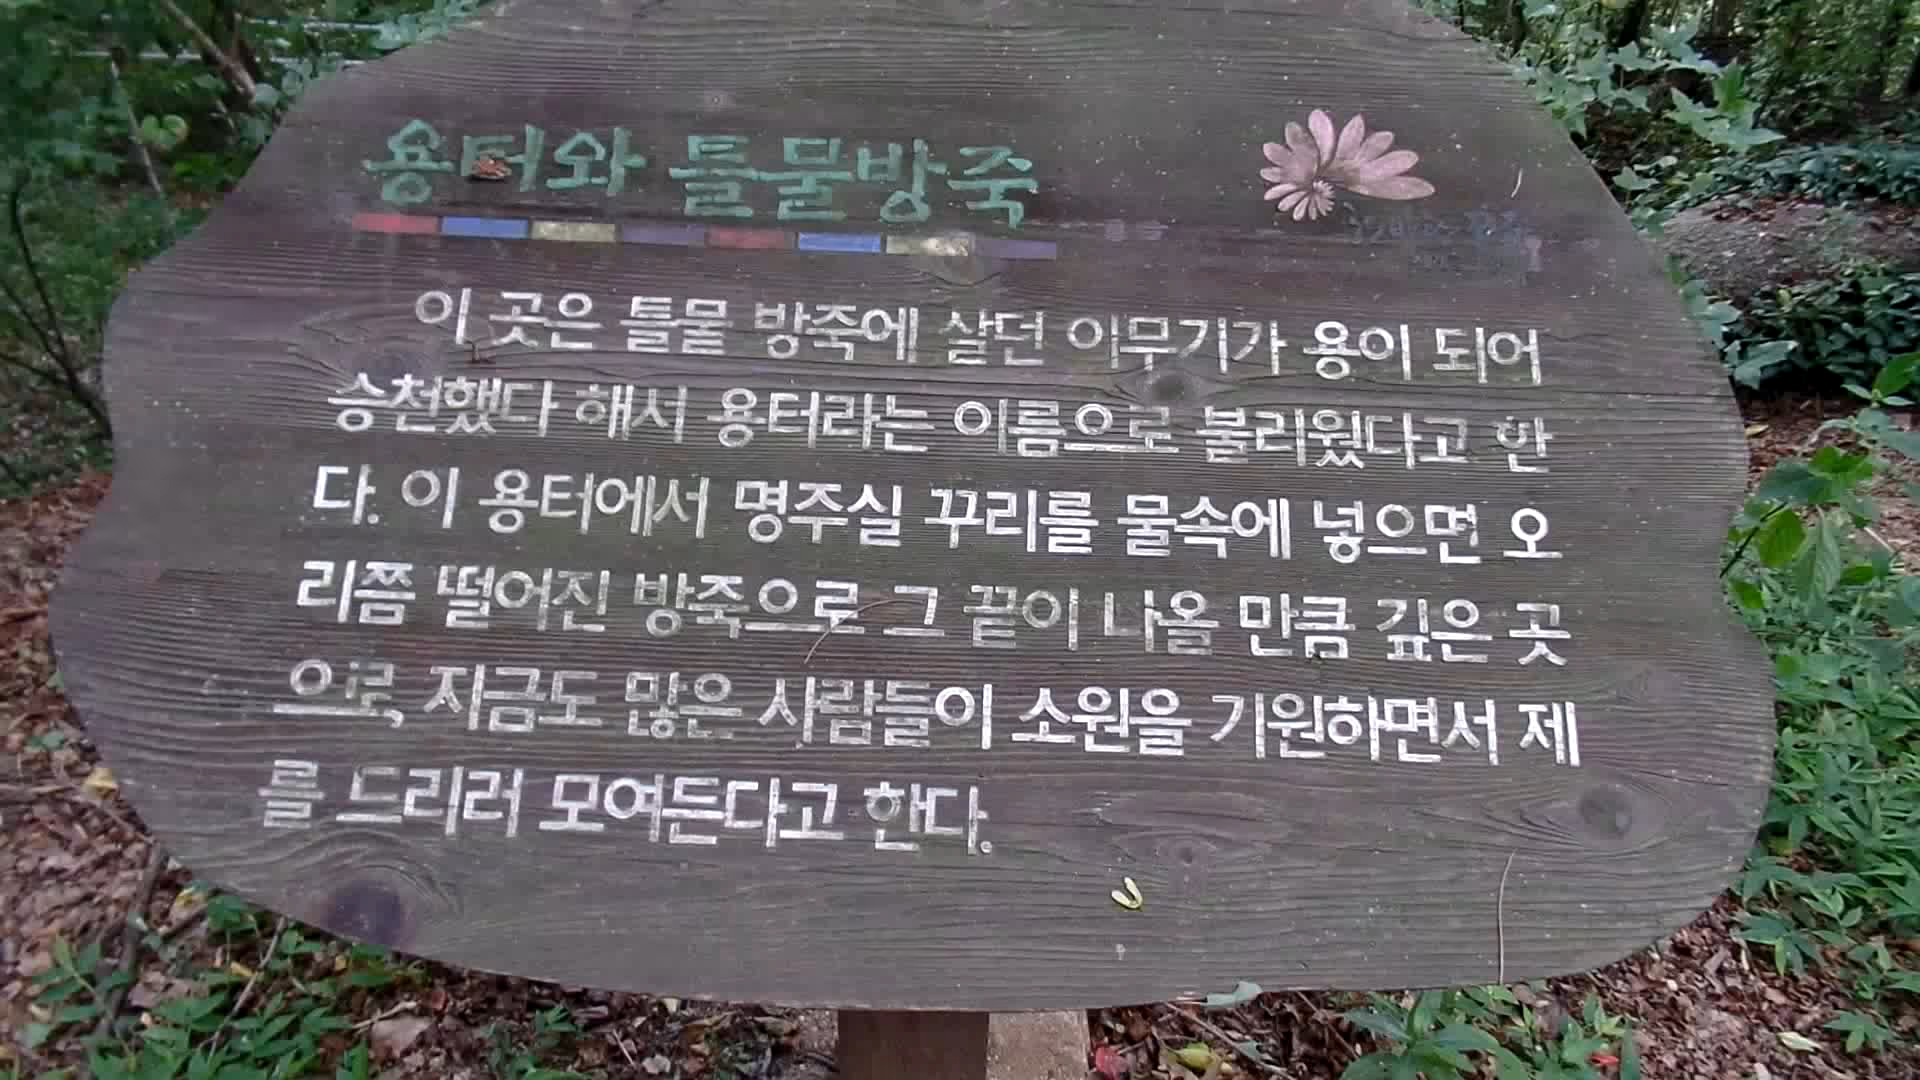 용터와 틀물방죽
이 곳은 틀물 방죽에 살던 이무기가 용이 되어
승천했다 해서 용터라는 이름으로 불리웠다고 한
다. 이 용터에서 명주실 꾸리를 물속에 넣으면 오
리쯤 떨어진 방죽으로 그 끝이 나올 만큼 깊은 곳
으로, 지금도 많은 사람들이 소원을 기원하면서 제
를 드리러 모여든다고 한다.